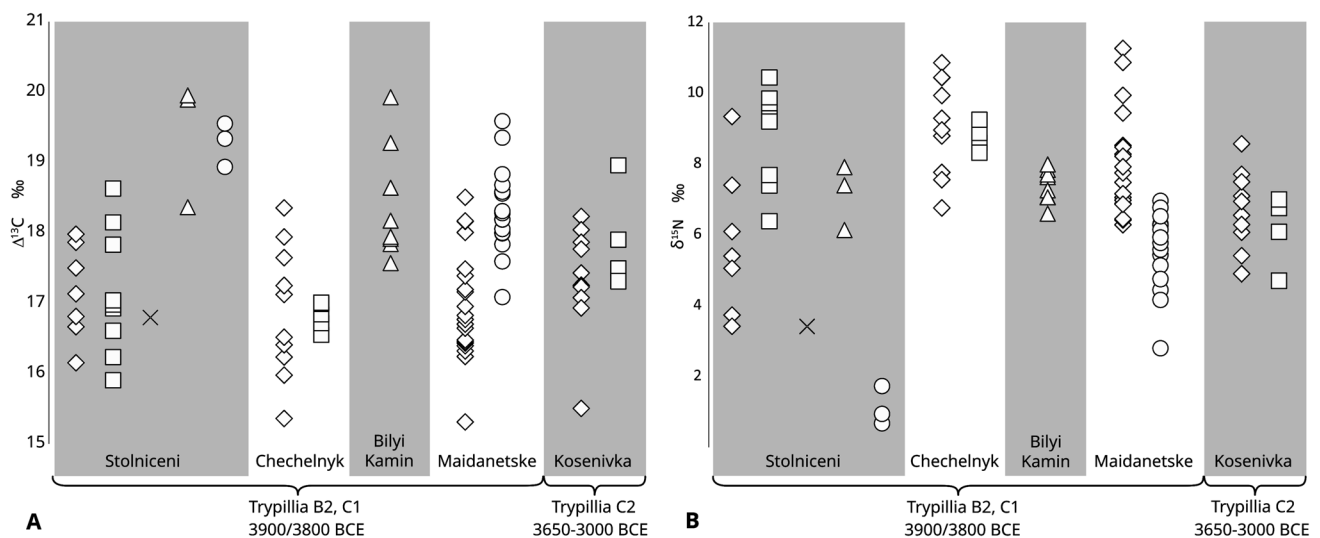 21
20
19
18
17
16
15
Δ¹³C ‰
Stolniceni
Chechelnyk
Bilyi
Kamin
Maidanetske
Kosenivka
Trypillia B2, C1
3900/3800 BCE
Trypillia C2
3650-3000 BCE
A
12
10
8
6
4
2
δ¹⁵N ‰
Stolniceni
Chechelnyk
Bilyi
Kamin
Maidanetske
Kosenivka
Trypillia B2, C1
3900/3800 BCE
Trypillia C2
3650-3000 BCE
B